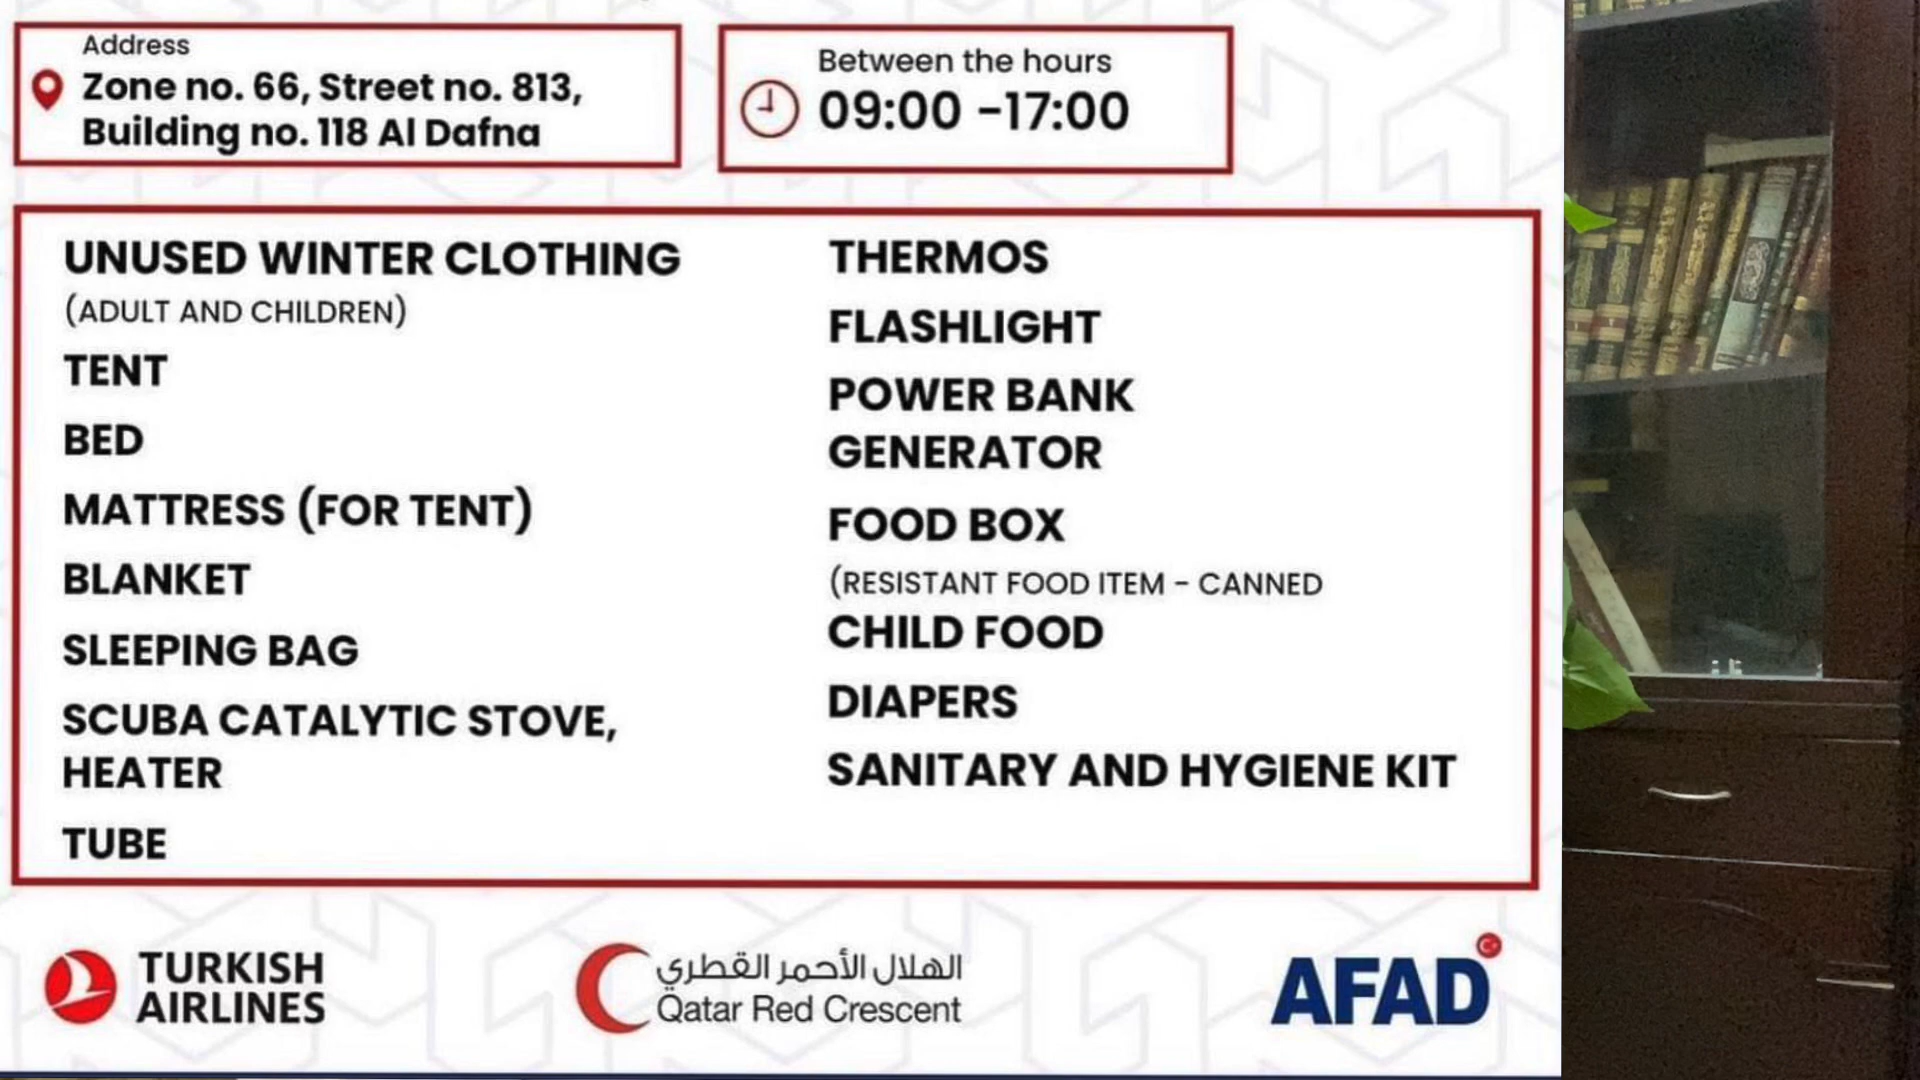 Address
Zone no. 66, Street no. 813,
Building no. 118 Al Dafna
Between the hours
09:00 -17:00
UNUSED WINTER CLOTHING
(ADULT AND CHILDREN)
TENT
BED
MATTRESS (FOR TENT)
BLANKET
SLEEPING BAG
SCUBA CATALYTIC STOVE,
HEATER
TUBE
THERMOS
FLASHLIGHT
POWER BANK
GENERATOR
FOOD BOX
(RESISTANT FOOD ITEM - CANNED
CHILD FOOD
DIAPERS
SANITARY AND HYGIENE KIT
TURKISH
AIRLINES
الهلال الأحمر القطري
Qatar Red Crescent
AFAD